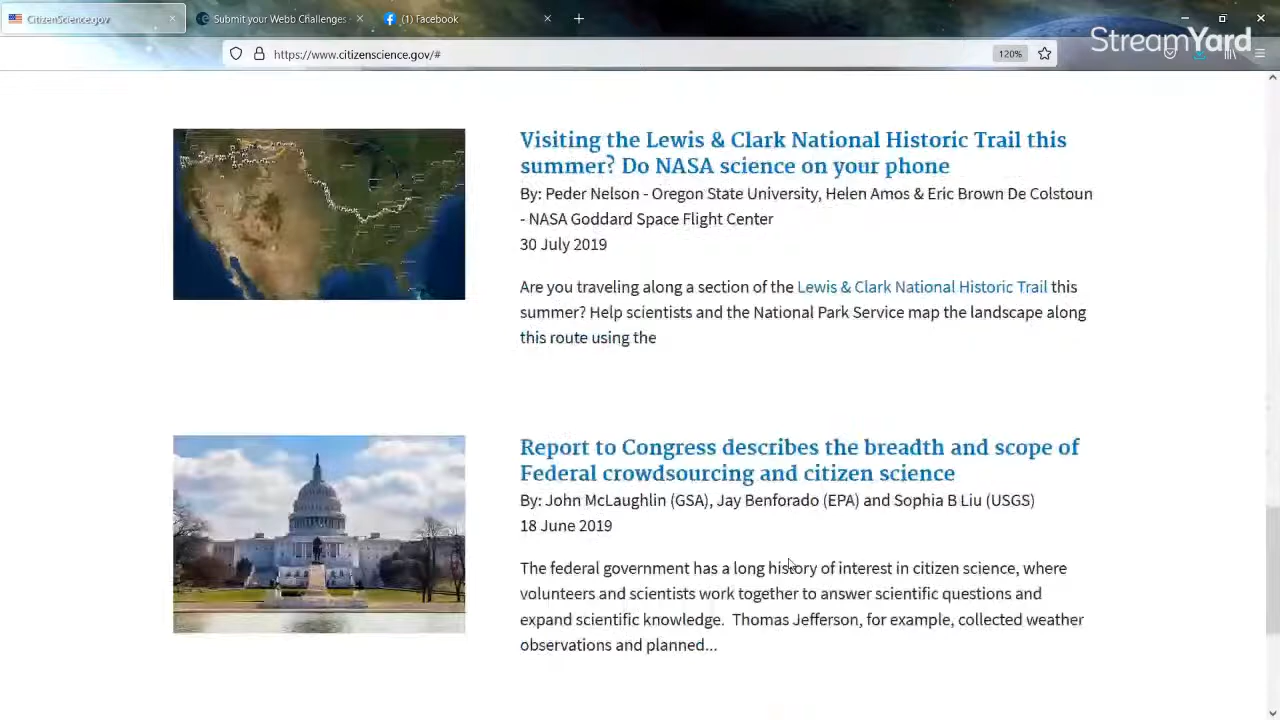 CitizenScience.gov
Submit your Webb Challenges
(1) Facebook
StreamYard
https://www.citizenscience.gov/#
120%
Visiting the Lewis & Clark National Historic Trail this
summer? Do NASA science on your phone
By: Peder Nelson - Oregon State University, Helen Amos & Eric Brown De Colstoun
- NASA Goddard Space Flight Center
30 July 2019
Are you traveling along a section of the Lewis & Clark National Historic Trail this
summer? Help scientists and the National Park Service map the landscape along
this route using the
Report to Congress describes the breadth and scope of
Federal crowdsourcing and citizen science
By: John McLaughlin (GSA), Jay Benforado (EPA) and Sophia B Liu (USGS)
18 June 2019
The federal government has a long history of interest in citizen science, where
volunteers and scientists work together to answer scientific questions and
expand scientific knowledge.  Thomas Jefferson, for example, collected weather
observations and planned...